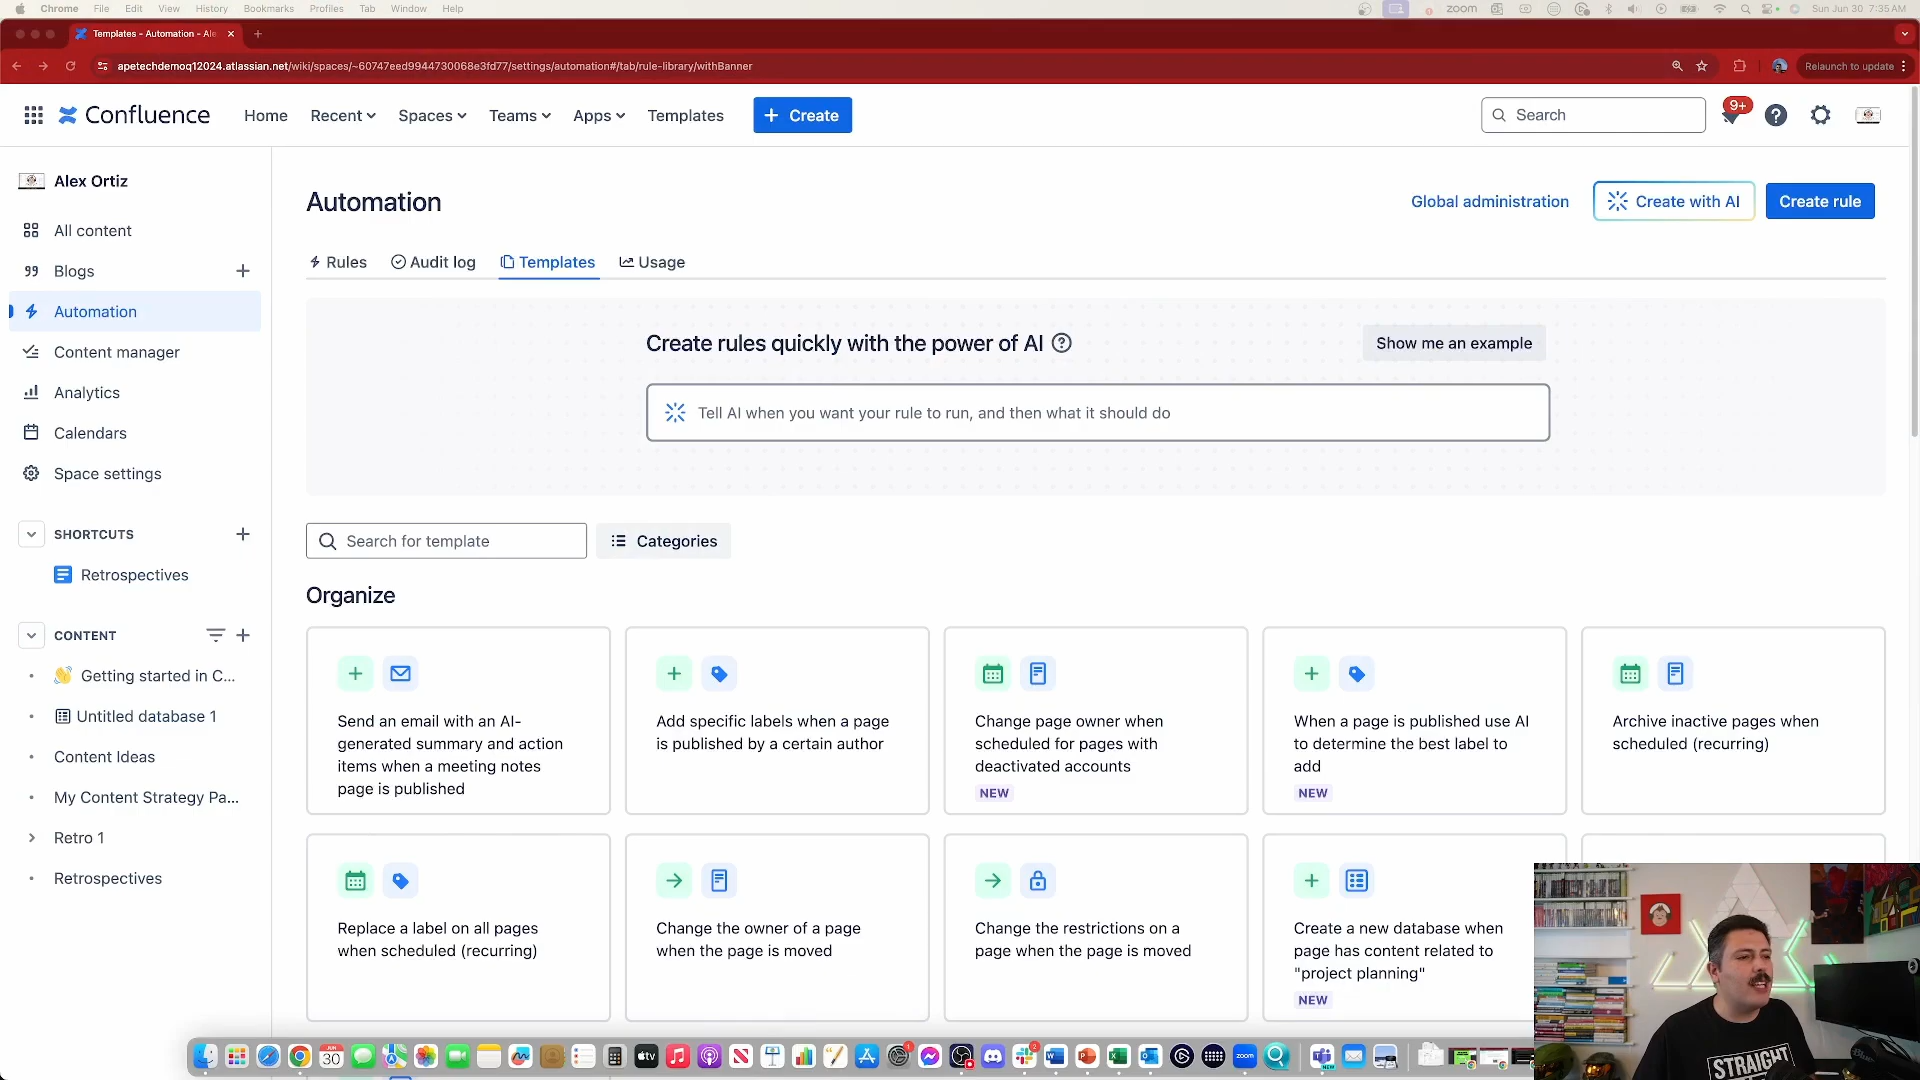 Chrome File Edit View History Bookmarks Profiles Tab Window Help zoom Sun Jun 30 7:35 AM
Templates - Automation - Ale
apetechdemoq12024.atlassian.net/wiki/spaces/~60747eed9944730068e3fd77/settings/automation#/tab/rule-library/withBanner Relaunch to update
Confluence Home Recent Spaces Teams Apps Templates + Create Search 9+
Alex Ortiz
All content
Blogs
Automation
Content manager
Analytics
Calendars
Space settings
SHORTCUTS
Retrospectives
CONTENT
Getting started in C...
Untitled database 1
Content Ideas
My Content Strategy Pa...
Retro 1
Retrospectives
Automation
Global administration Create with AI Create rule
Rules Audit log Templates Usage
Create rules quickly with the power of AI
Show me an example
Tell AI when you want your rule to run, and then what it should do
Search for template Categories
Organize
Send an email with an AI-
generated summary and action
items when a meeting notes
page is published
Add specific labels when a page
is published by a certain author
Change page owner when
scheduled for pages with
deactivated accounts
NEW
When a page is published use AI
to determine the best label to
add
NEW
Archive inactive pages when
scheduled (recurring)
Replace a label on all pages
when scheduled (recurring)
Change the owner of a page
when the page is moved
Change the restrictions on a
page when the page is moved
Create a new database when
page has content related to
"project planning"
NEW
STRAIGHT
JUN
30
tv
zoom